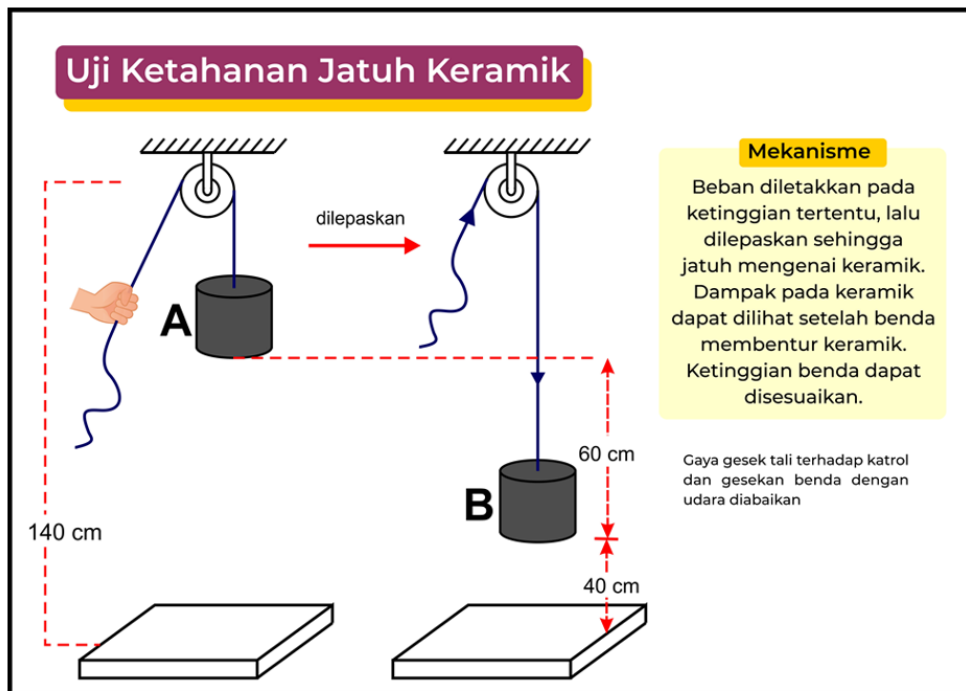 Uji Ketahanan Jatuh Keramik
dilepaskan
A
B
140 cm
60 cm
40 cm
Mekanisme
Beban diletakkan pada
ketinggian tertentu, lalu
dilepaskan sehingga
jatuh mengenai keramik.
Dampak pada keramik
dapat dilihat setelah benda
membentur keramik.
Ketinggian benda dapat
disesuaikan.
Gaya gesek tali terhadap katrol
dan gesekan benda dengan
udara diabaikan